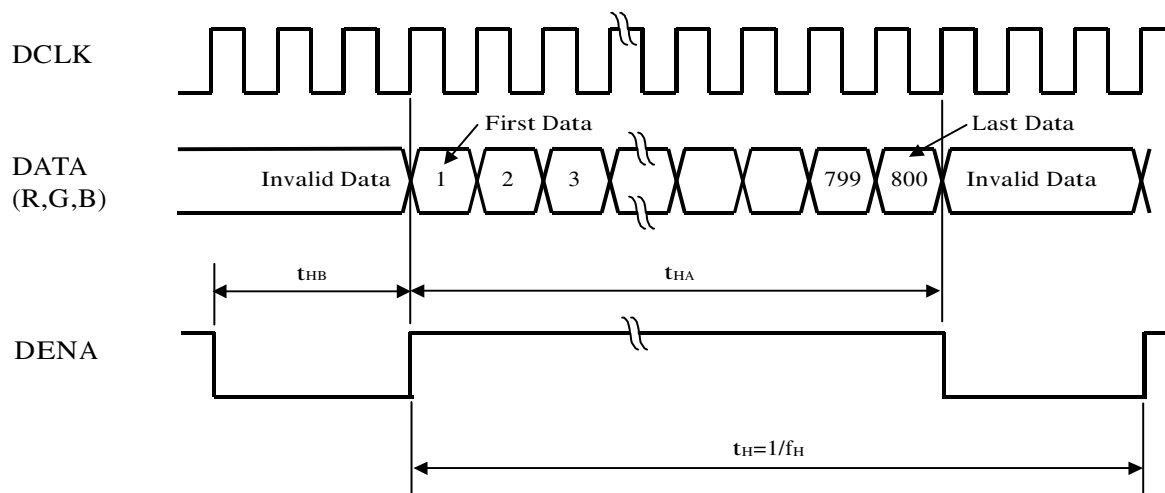 DCLK
First Data
Last Data
DATA
(R,G,B)
Invalid Data
1
2
3
799
800
Invalid Data
tHB
tHA
DENA
tH=1/fH